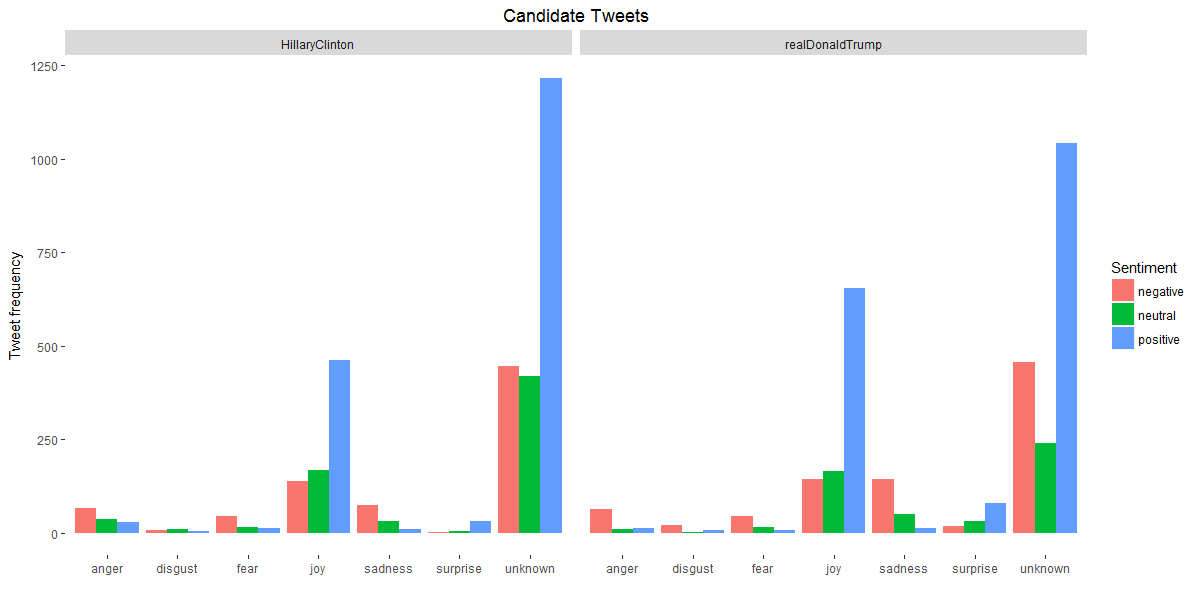 Candidate Tweets
HillaryClinton realDonaldTrump
Tweet frequency
1250
1000
750
500
250
0
anger disgust fear joy sadness surprise unknown anger disgust fear joy sadness surprise unknown
Sentiment
negative
neutral
positive